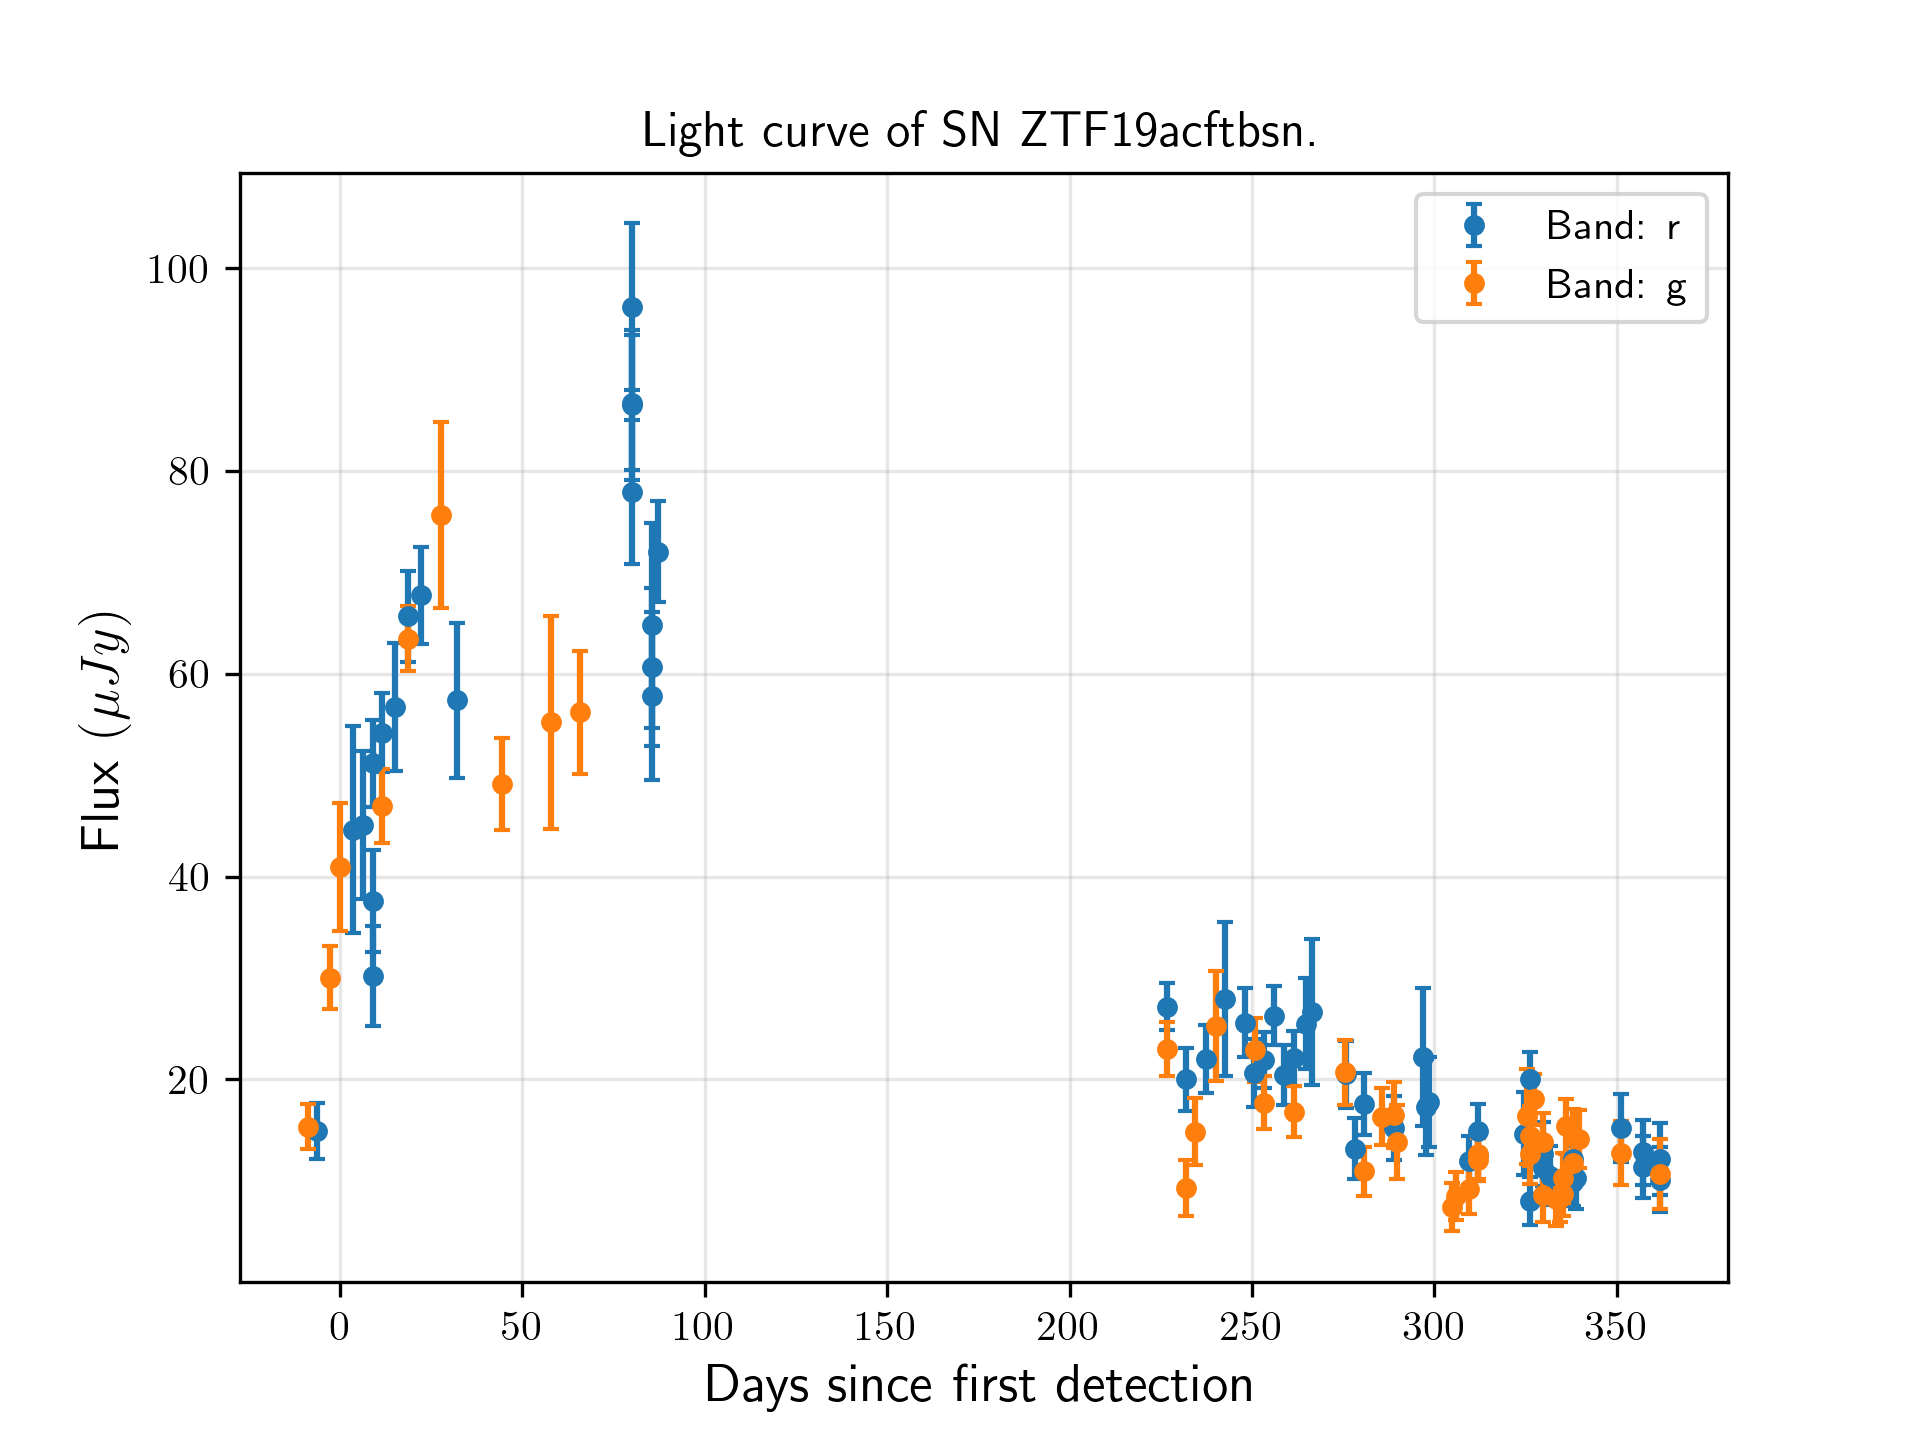 Light curve of SN ZTF19acftbsn.
Band: r
Band: g
Flux (μJy)
100
80
60
40
20
0 50 100 150 200 250 300 350
Days since first detection